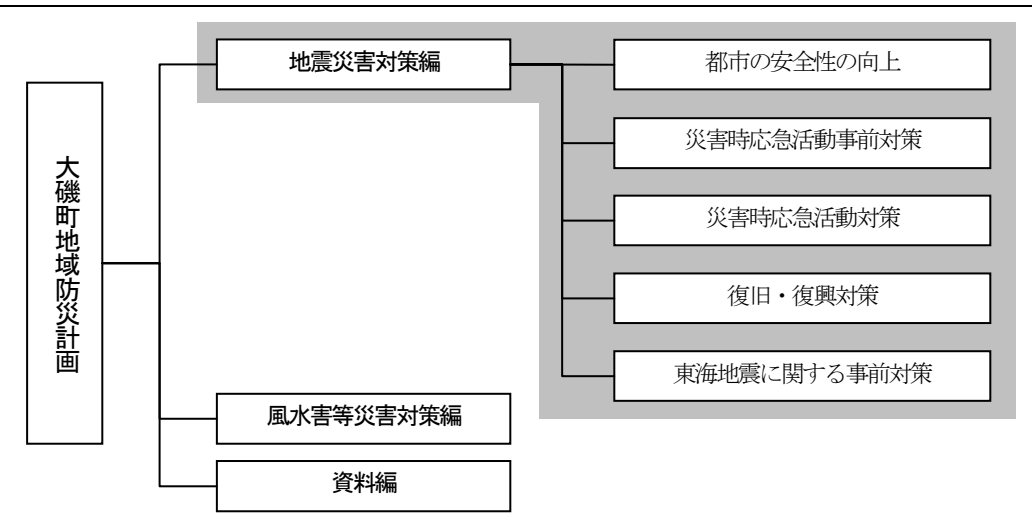 大磯町地域防災計画
地震災害対策編
都市の安全性の向上
災害時応急活動事前対策
災害時応急活動対策
復旧・復興対策
東海地震に関する事前対策
風水害等災害対策編
資料編